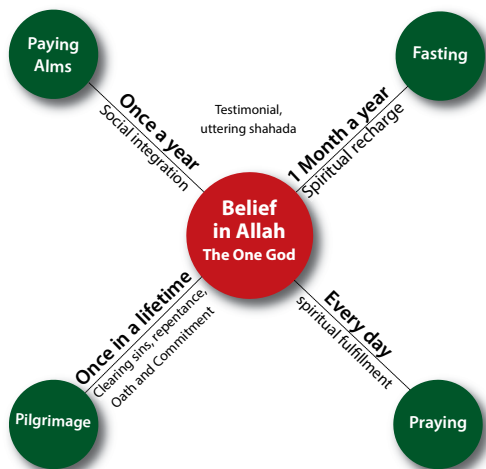 Paying
Alms
Fasting
Once a year
Social integration
Testimonial,
uttering shahada
1 Month a year
Spiritual recharge
Belief
in Allah
The One God
Once in a lifetime
Clearing sins, repentance,
Oath and Commitment
Every day
spiritual fulfillment
Pilgrimage
Praying